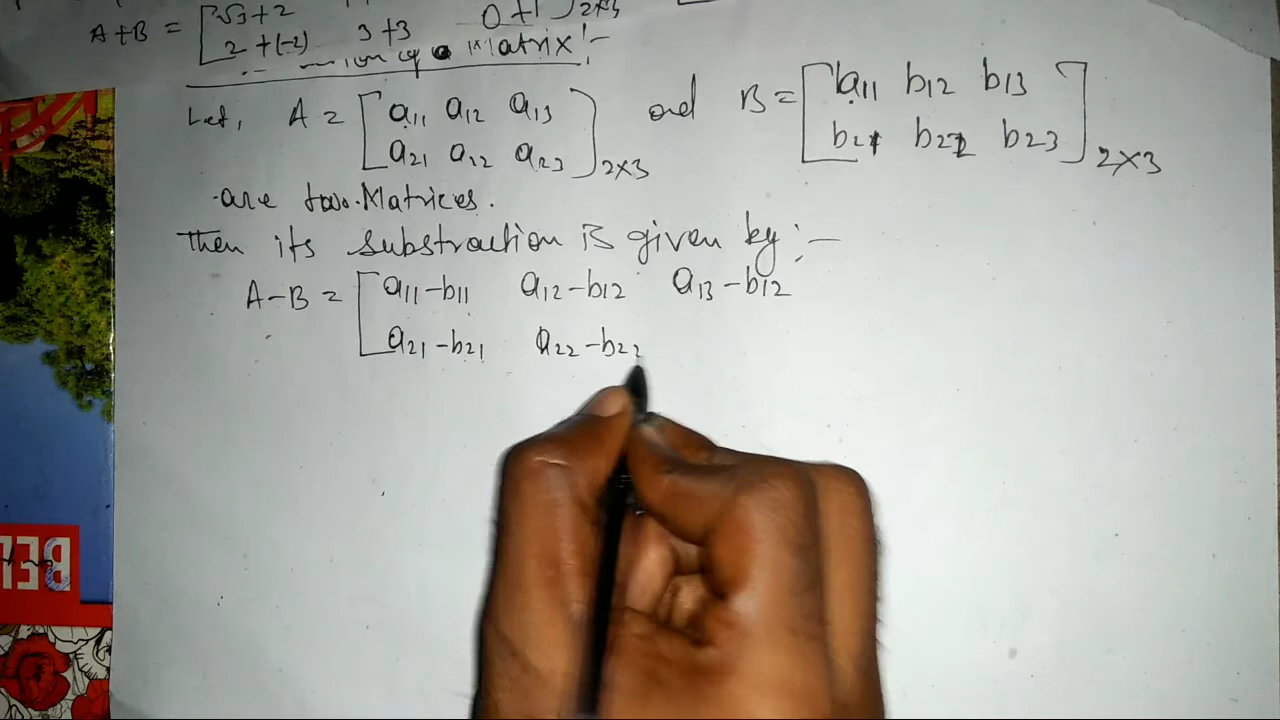 A+B = [√3+2 0+1
2+(-2) 3+3 ]2×3
of a Matrix:-
Let, A = [a11 a12 a13 and B = [b11 b12 b13
a21 a12 a23]2×3 b21 b22 b23]2×3
are two Matrices.
Then its substraction is given by:-
A-B = [a11-b11 a12-b12 a13-b12
a21-b21 a22-b22
BEF